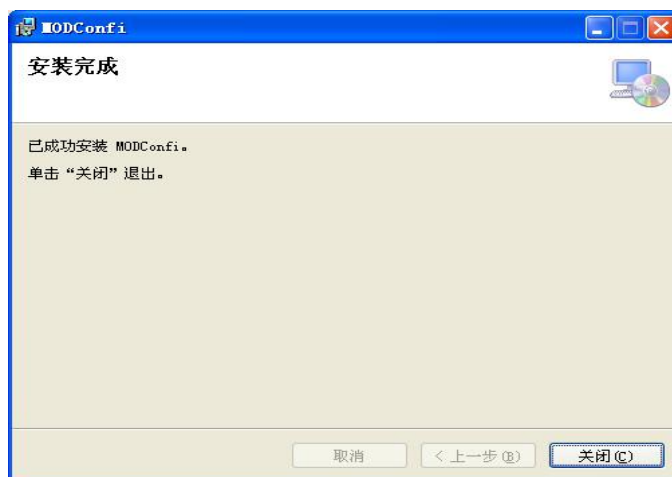 MODConfi
安装完成
已成功安装 MODConfi。
单击“关闭”退出。
取消
< 上一步(B)
关闭(C)